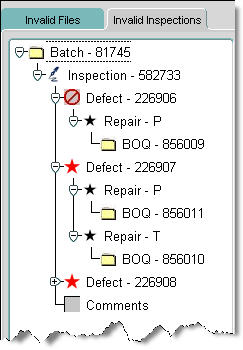 Invalid Files
Invalid Inspections
Batch - 81745
Inspection - 582733
Defect - 226906
Repair - P
BOQ - 856009
Defect - 226907
Repair - P
BOQ - 856011
Repair - T
BOQ - 856010
Defect - 226908
Comments